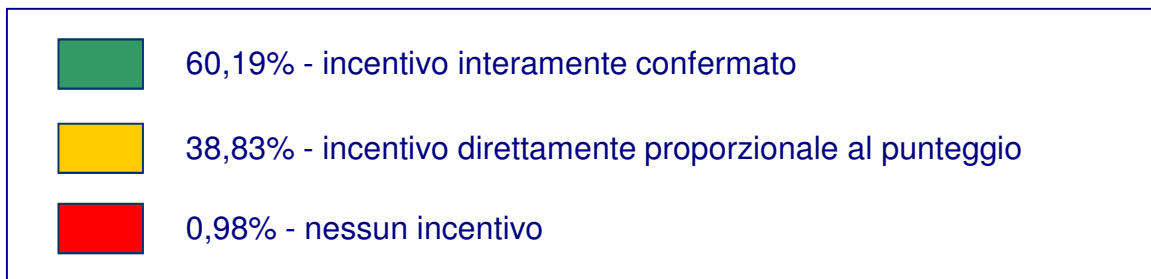 60,19% - incentivo interamente confermato
38,83% - incentivo direttamente proporzionale al punteggio
0,98% - nessun incentivo